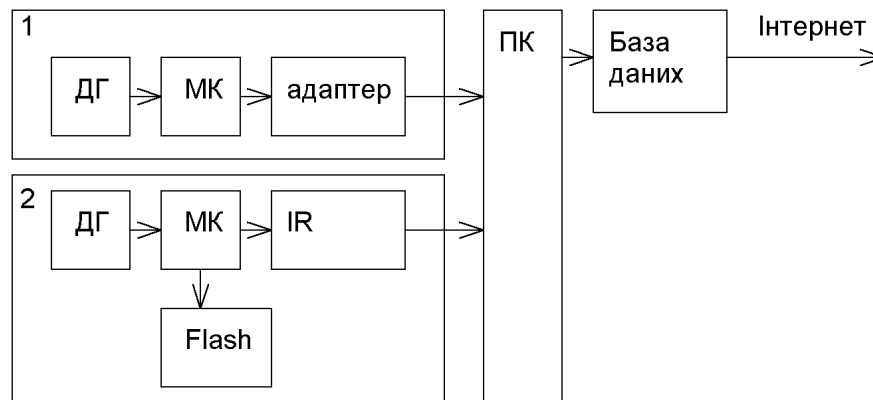 1
ДГ
МК
адаптер
2
ДГ
МК
IR
Flash
ПК
База
даних
Інтернет